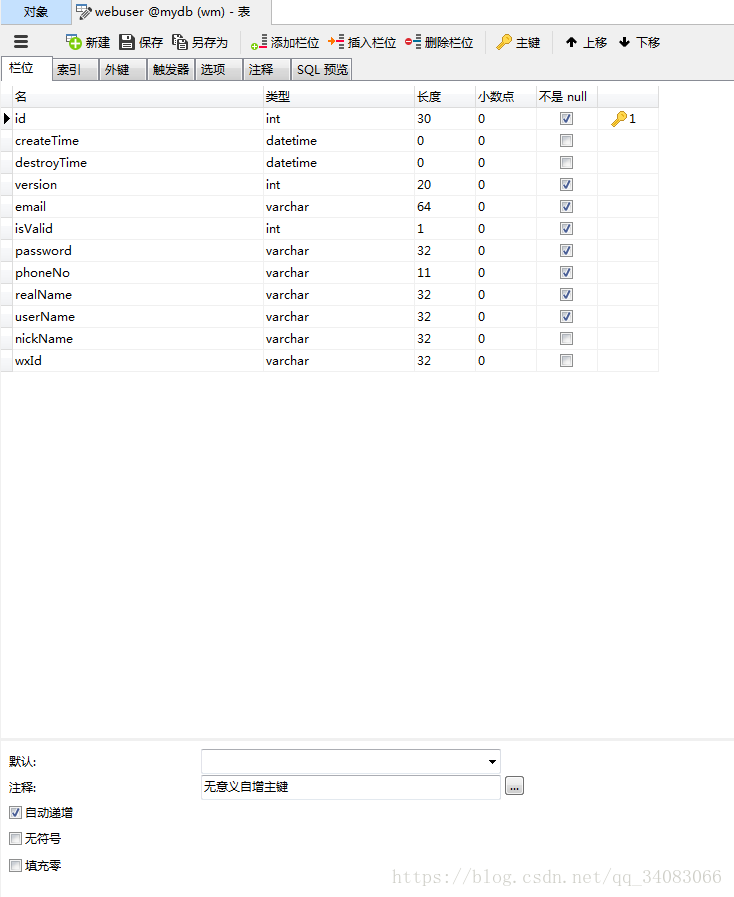 对象 webuser @mydb (wm) - 表
新建 保存 另存为 添加栏位 插入栏位 删除栏位 主键 上移 下移
栏位 索引 外键 触发器 选项 注释 SQL 预览
名 类型 长度 小数点 不是 null
id int 30 0 1
createTime datetime 0 0
destroyTime datetime 0 0
version int 20 0
email varchar 64 0
isValid int 1 0
password varchar 32 0
phoneNo varchar 11 0
realName varchar 32 0
userName varchar 32 0
nickName varchar 32 0
wxId varchar 32 0
默认:
注释: 无意义自增主键 ...
自动递增
无符号
填充零
https://blog.csdn.net/qq_34083066